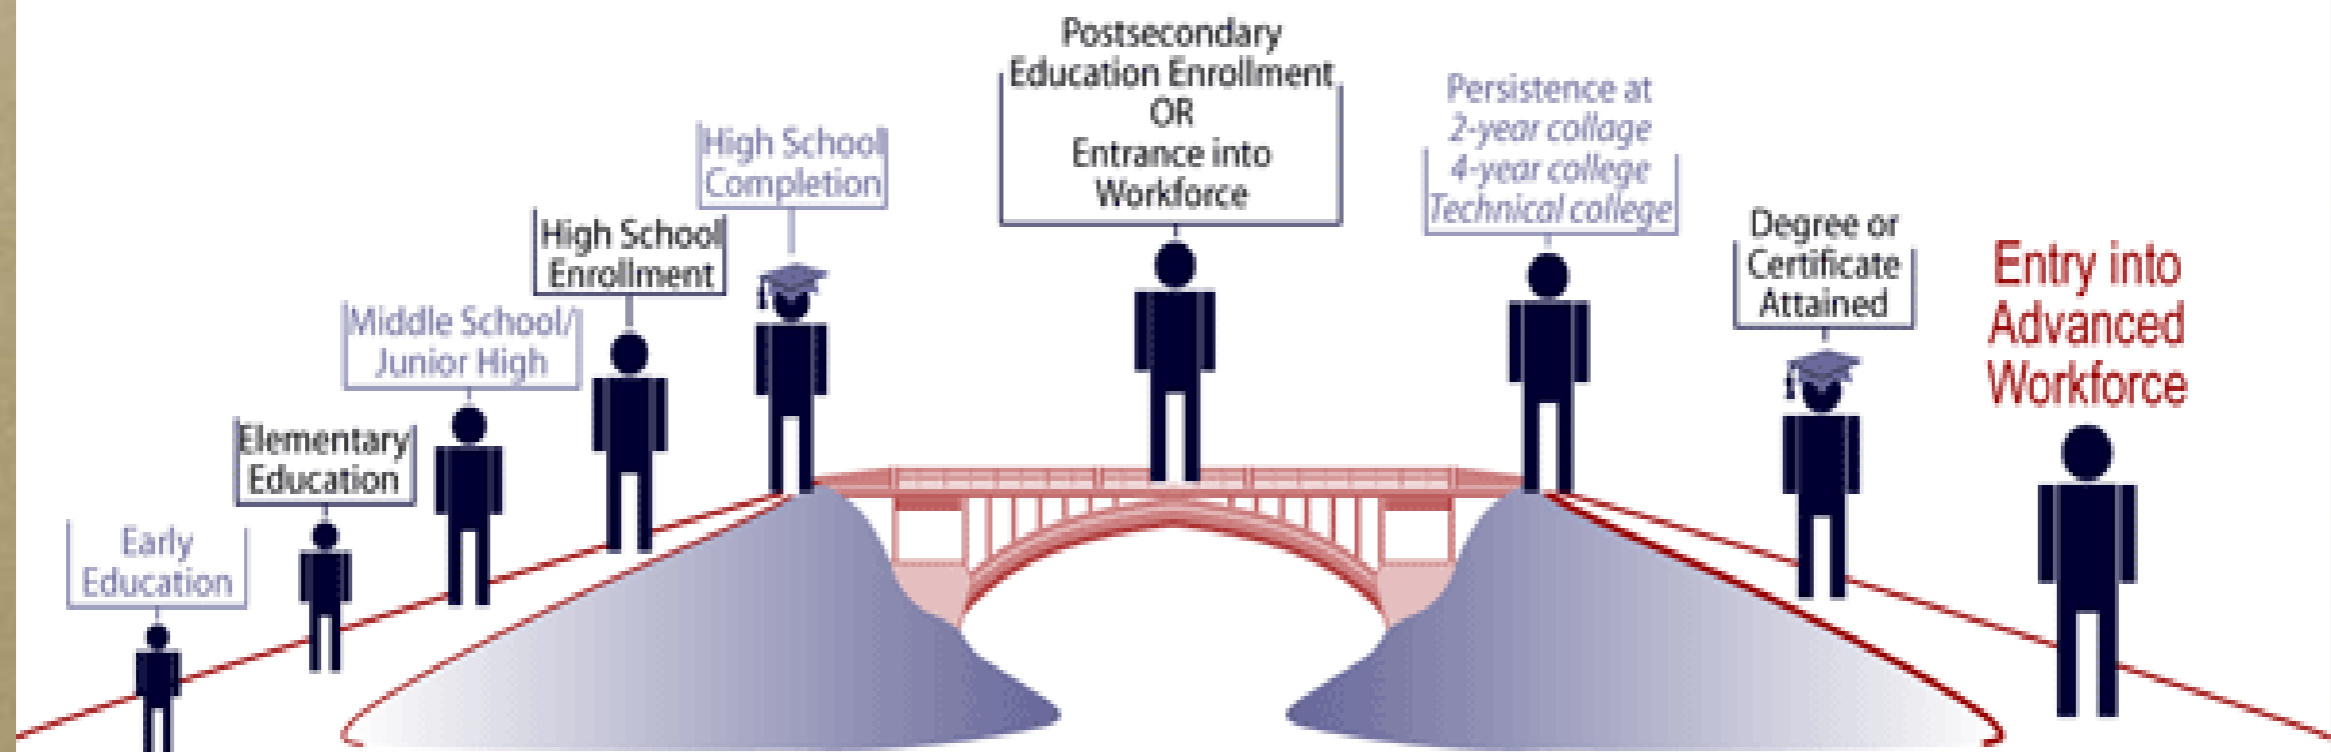 Early
Education
Elementary
Education
Middle School/
Junior High
High School
Enrollment
High School
Completion
Postsecondary
Education Enrollment
OR
Entrance into
Workforce
Persistence at
2-year collage
4-year college
Technical college
Degree or
Certificate
Attained
Entry into
Advanced
Workforce